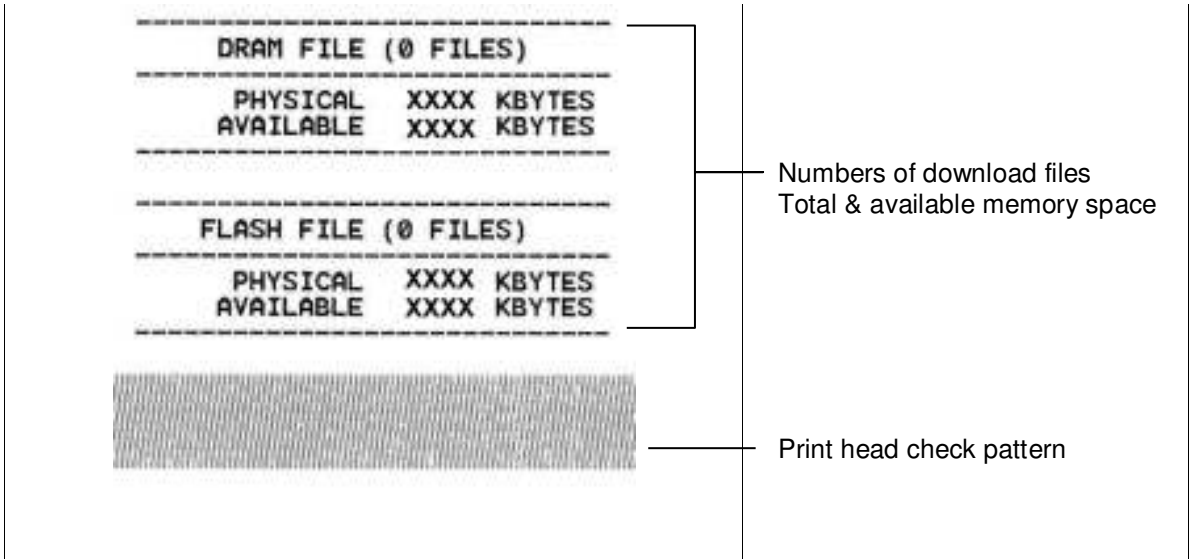 DRAM FILE (0 FILES)
PHYSICAL XXXX KBYTES
AVAILABLE XXXX KBYTES
FLASH FILE (0 FILES)
PHYSICAL XXXX KBYTES
AVAILABLE XXXX KBYTES
Numbers of download files
Total & available memory space
Print head check pattern